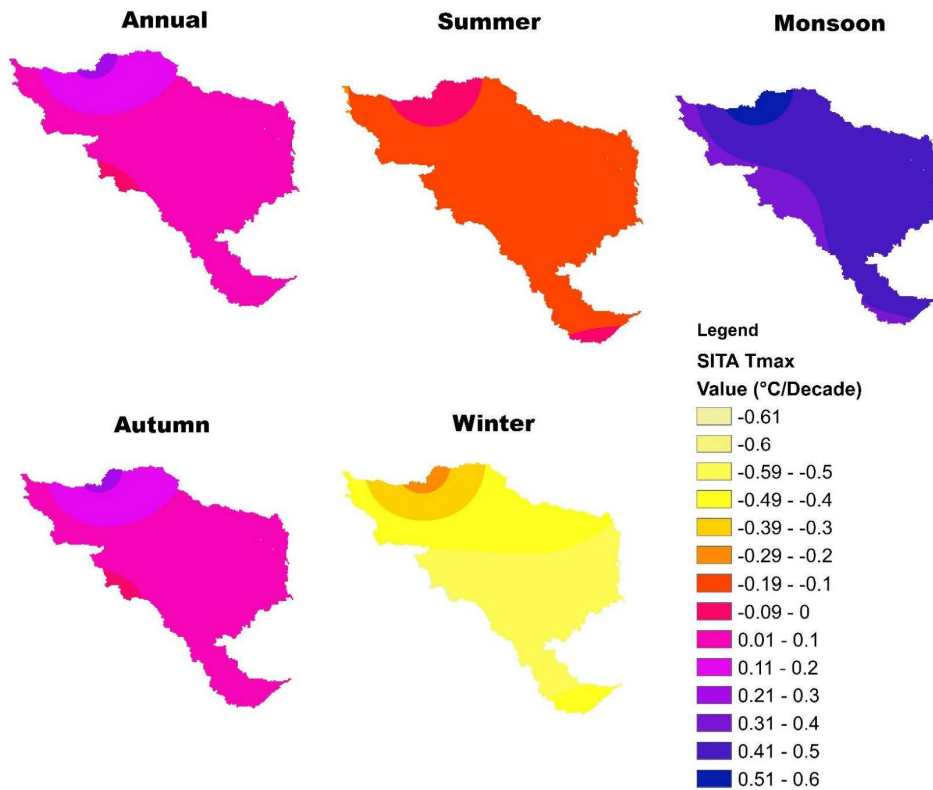 Annual
Summer
Monsoon
Autumn
Winter
Legend
SITA Tmax
Value (°C/Decade)
-0.61
-0.6
-0.59 - -0.5
-0.49 - -0.4
-0.39 - -0.3
-0.29 - -0.2
-0.19 - -0.1
-0.09 - 0
0.01 - 0.1
0.11 - 0.2
0.21 - 0.3
0.31 - 0.4
0.41 - 0.5
0.51 - 0.6